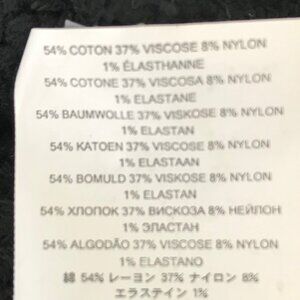 54% COTON 37% VISCOSE 8% NYLON
1% ÉLASTHANNE
54% COTONE 37% VISCOSA 8% NYLON
1% ELASTANE
54% BAUMWOLLE 37% VISKOSE 8% NYLON
1% ELASTAN
54% KATOEN 37% VISCOSE 8% NYLON
1% ELASTAAN
54% BOMULD 37% VISKOSE 8% NYLON
1% ELASTAN
54% ХЛОПОК 37% ВИСКОЗА 8% НЕЙЛОН
1% ЭЛАСТАН
54% ALGODÃO 37% VISCOSE 8% NYLON
1% ELASTANO
綿 54% レーヨン 37% ナイロン 8%
エラステイン 1%